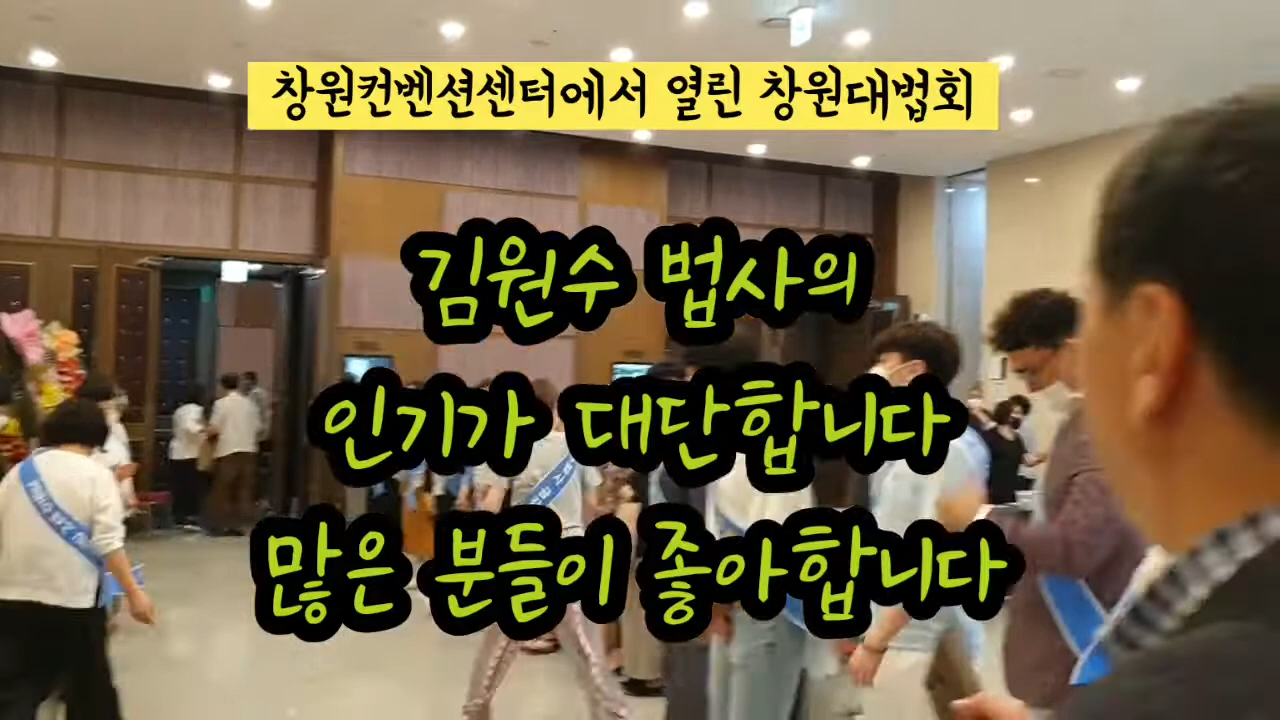 창원컨벤션센터에서 열린 창원대법회
김원수 법사의
인기가 대단합니다
많은 분들이 좋아합니다